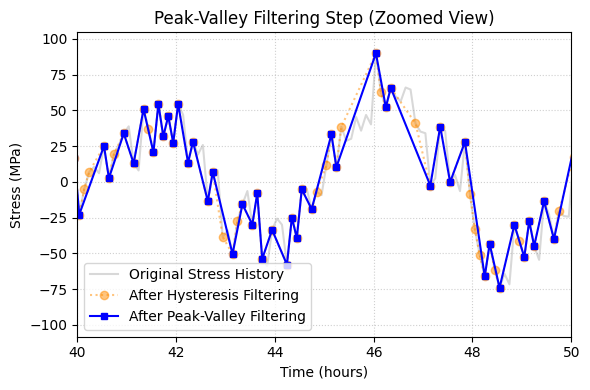 Peak-Valley Filtering Step (Zoomed View)
Stress (MPa)
100
75
50
25
0
−25
−50
−75
−100
Original Stress History
After Hysteresis Filtering
After Peak-Valley Filtering
40 42 44 46 48 50
Time (hours)